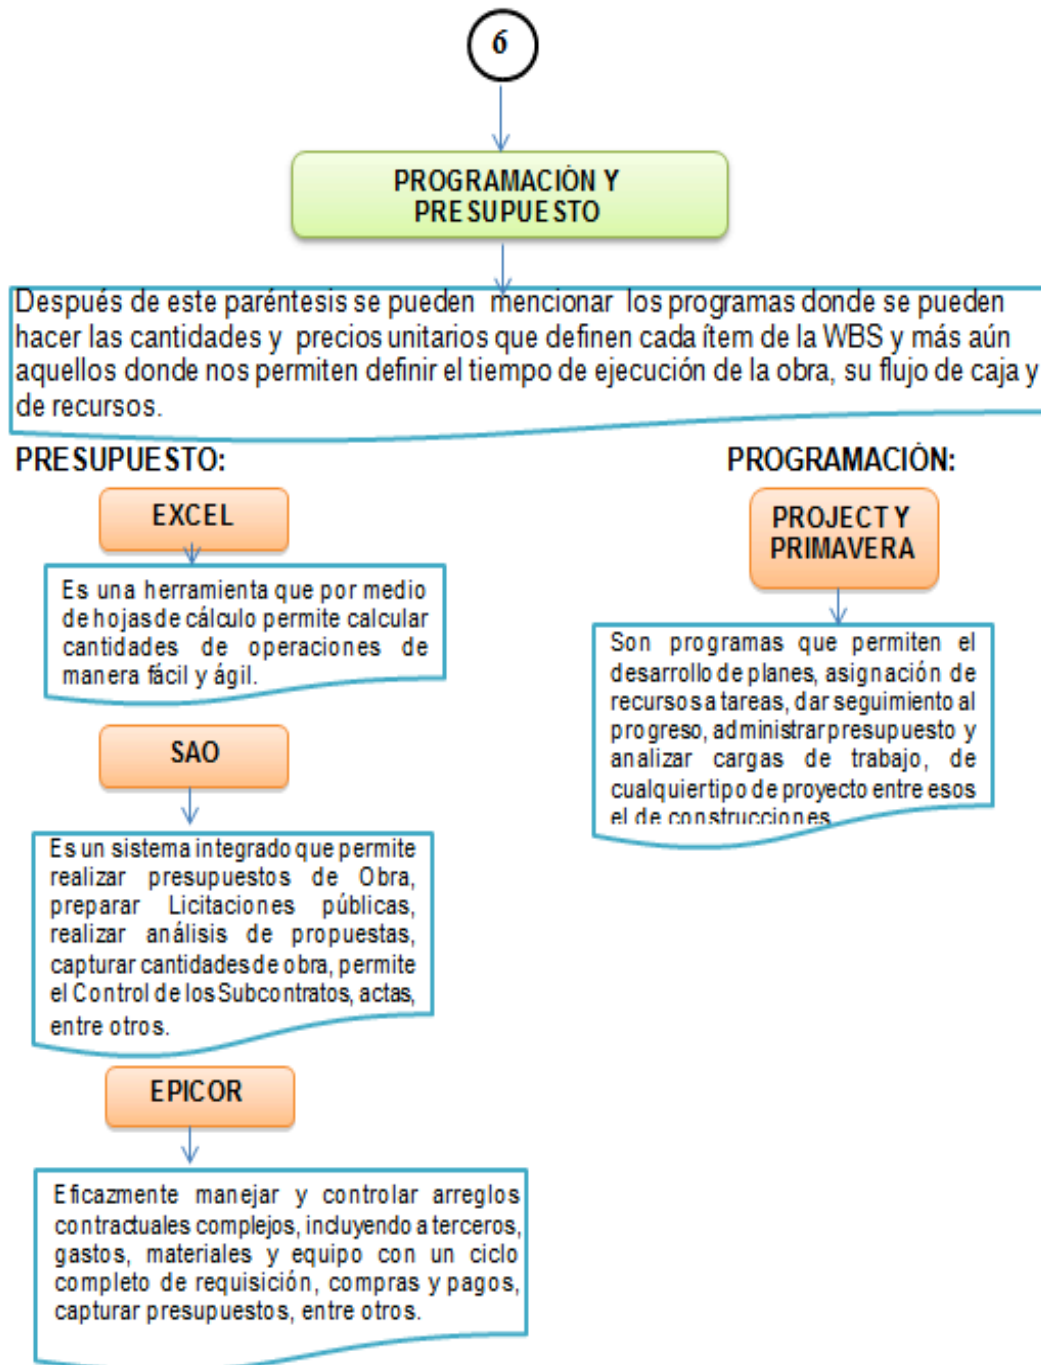 6
PROGRAMACIÓN Y
PRESUPUESTO
Después de este paréntesis se pueden mencionar los programas donde se pueden
hacer las cantidades y precios unitarios que definen cada ítem de la WBS y más aún
aquellos donde nos permiten definir el tiempo de ejecución de la obra, su flujo de caja y
de recursos.
PRESUPUESTO:
EXCEL
Es una herramienta que por medio
de hojas de cálculo permite calcular
cantidades de operaciones de
manera fácil y ágil.
SAO
Es un sistema integrado que permite
realizar presupuestos de Obra,
preparar Licitaciones públicas,
realizar análisis de propuestas,
capturar cantidades de obra, permite
el Control de los Subcontratos, actas,
entre otros.
EPICOR
Eficazmente manejar y controlar arreglos
contractuales complejos, incluyendo a terceros,
gastos, materiales y equipo con un ciclo
completo de requisición, compras y pagos,
capturar presupuestos, entre otros.
PROGRAMACIÓN:
PROJECT Y
PRIMAVERA
Son programas que permiten el
desarrollo de planes, asignación de
recursos a tareas, dar seguimiento al
progreso, administrar presupuesto y
analizar cargas de trabajo, de
cualquier tipo de proyecto entre esos
el de construcciones